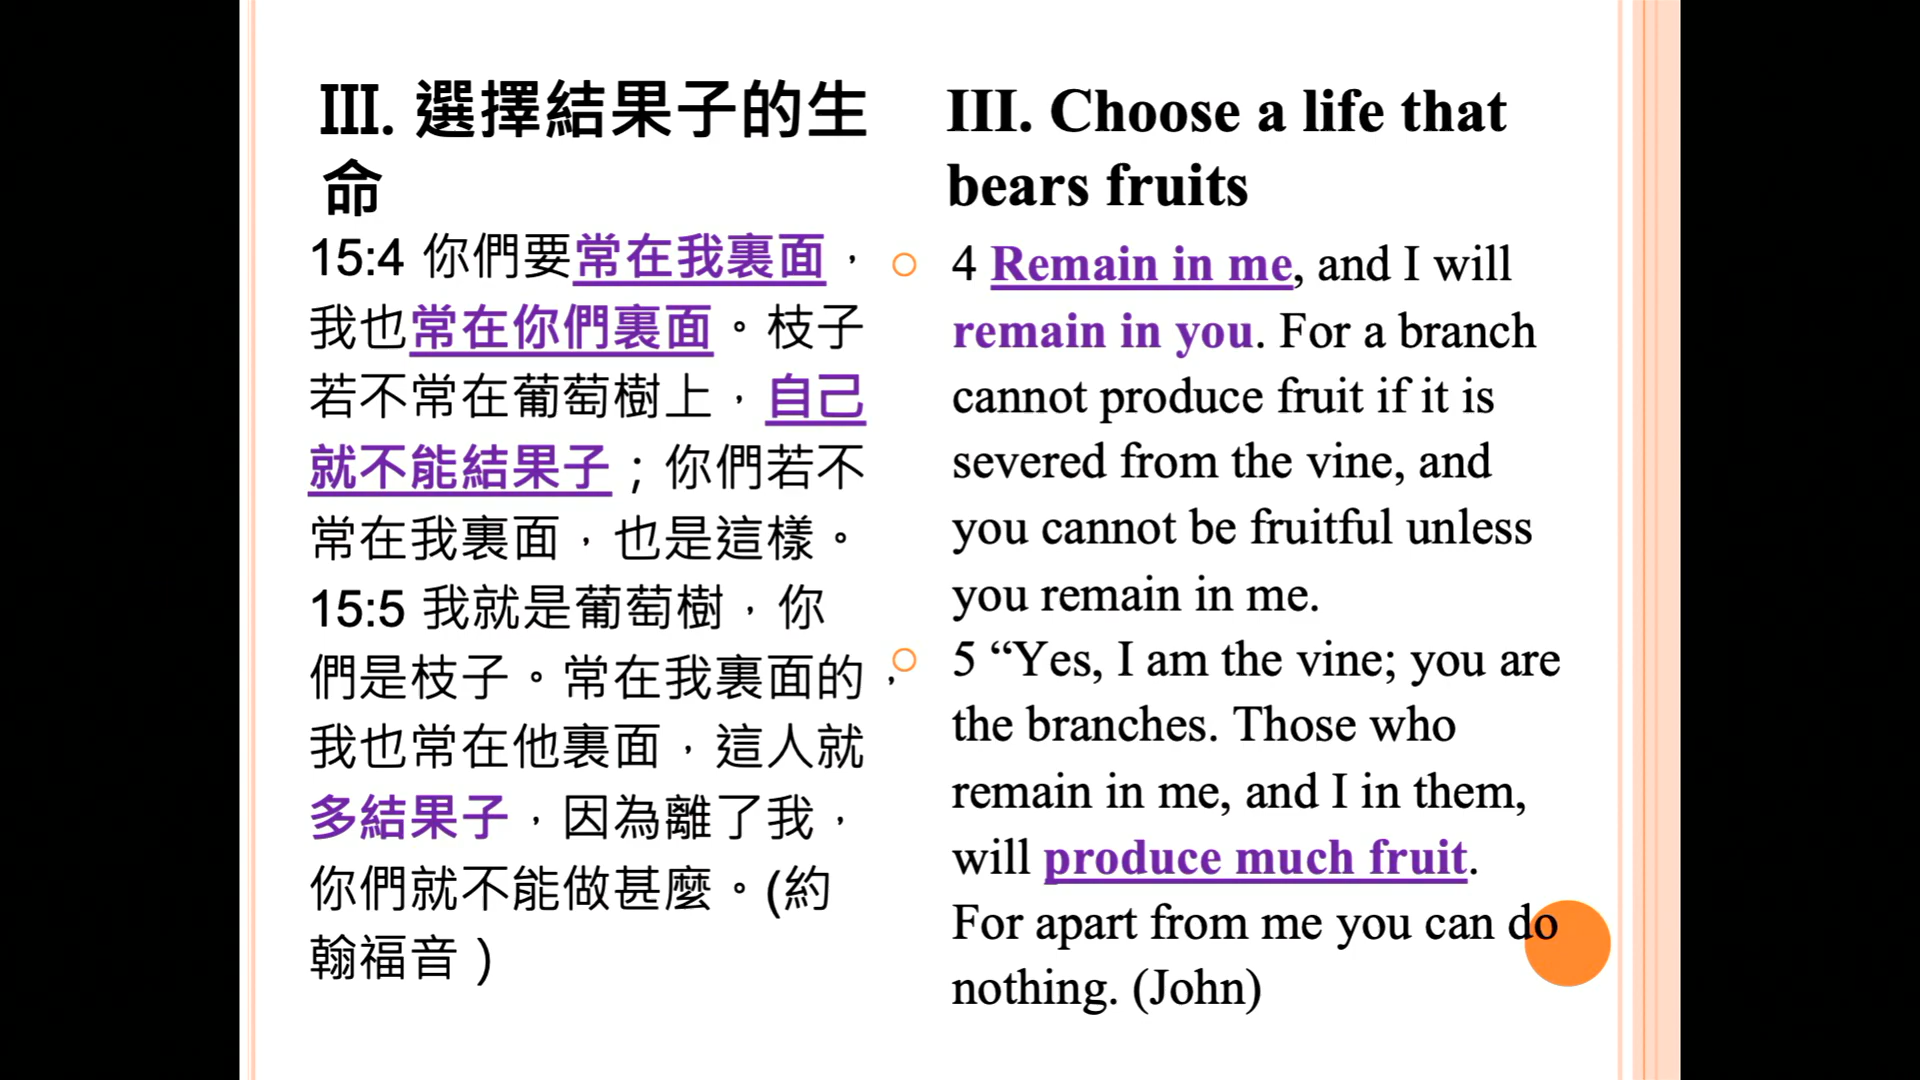 III. 選擇結果子的生
命
15:4 你們要常在我裏面，
我也常在你們裏面。枝子
若不常在葡萄樹上，自己
就不能結果子；你們若不
常在我裏面，也是這樣。
15:5 我就是葡萄樹，你
們是枝子。常在我裏面的，
我也常在他裏面，這人就
多結果子，因為離了我，
你們就不能做甚麼。(約
翰福音)
III. Choose a life that
bears fruits
4 Remain in me, and I will
remain in you. For a branch
cannot produce fruit if it is
severed from the vine, and
you cannot be fruitful unless
you remain in me.
5 “Yes, I am the vine; you are
the branches. Those who
remain in me, and I in them,
will produce much fruit.
For apart from me you can do
nothing. (John)